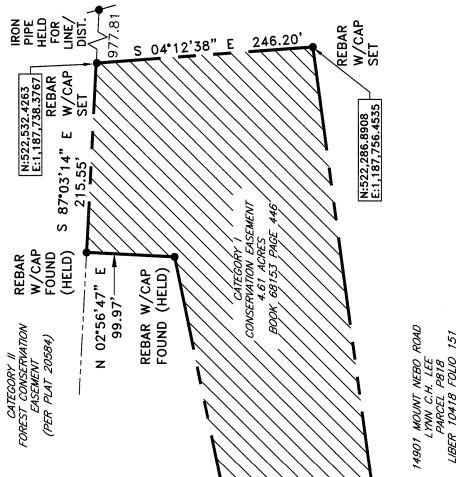 IRON
PIPE
HELD
FOR
LINE/
DIST.
977.81
S 04°12'38" E 246.20'
REBAR
W/CAP
SET
N:522,532.4263
E:1,187,738.3767
REBAR
W/CAP
SET
N:522,286.8908
E:1,187,756.4535
S 87°03'14" E
215.55'
REBAR
W/CAP
FOUND
(HELD)
N 02°56'47" E
99.97'
REBAR W/CAP
FOUND (HELD)
CATEGORY I
CONSERVATION EASEMENT
4.61 ACRES
BOOK 68153 PAGE 446'
CATEGORY II
FOREST CONSERVATION
EASEMENT
(PER PLAT 20584)
14901 MOUNT NEBO ROAD
LYNN C.H. LEE
PARCEL P818
LIBER 10418 FOLIO 151